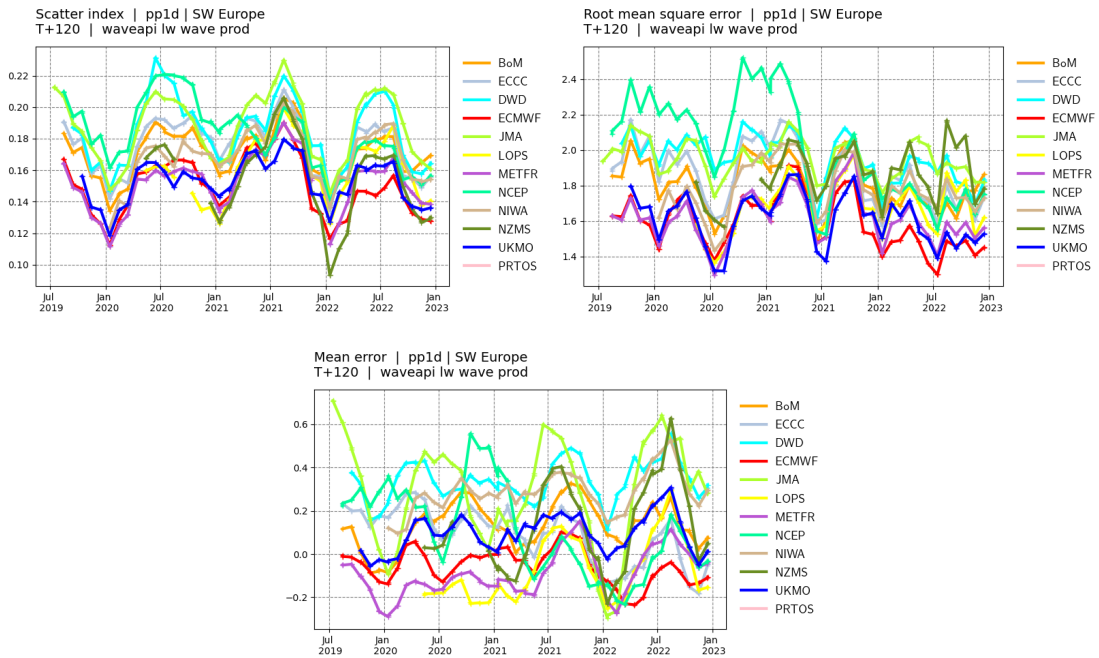 Scatter index | pp1d | SW Europe
T+120 | waveapi lw wave prod
0.22
0.20
0.18
0.16
0.14
0.12
0.10
Jul 2019
Jan 2020
Jul 2020
Jan 2021
Jul 2021
Jan 2022
Jul 2022
Jan 2023
BoM
ECCC
DWD
ECMWF
JMA
LOPS
METFR
NCEP
NIWA
NZMS
UKMO
PRTOS
Root mean square error | pp1d | SW Europe
T+120 | waveapi lw wave prod
2.4
2.2
2.0
1.8
1.6
1.4
Jul 2019
Jan 2020
Jul 2020
Jan 2021
Jul 2021
Jan 2022
Jul 2022
Jan 2023
BoM
ECCC
DWD
ECMWF
JMA
LOPS
METFR
NCEP
NIWA
NZMS
UKMO
PRTOS
Mean error | pp1d | SW Europe
T+120 | waveapi lw wave prod
0.6
0.4
0.2
0.0
−0.2
Jul 2019
Jan 2020
Jul 2020
Jan 2021
Jul 2021
Jan 2022
Jul 2022
Jan 2023
BoM
ECCC
DWD
ECMWF
JMA
LOPS
METFR
NCEP
NIWA
NZMS
UKMO
PRTOS